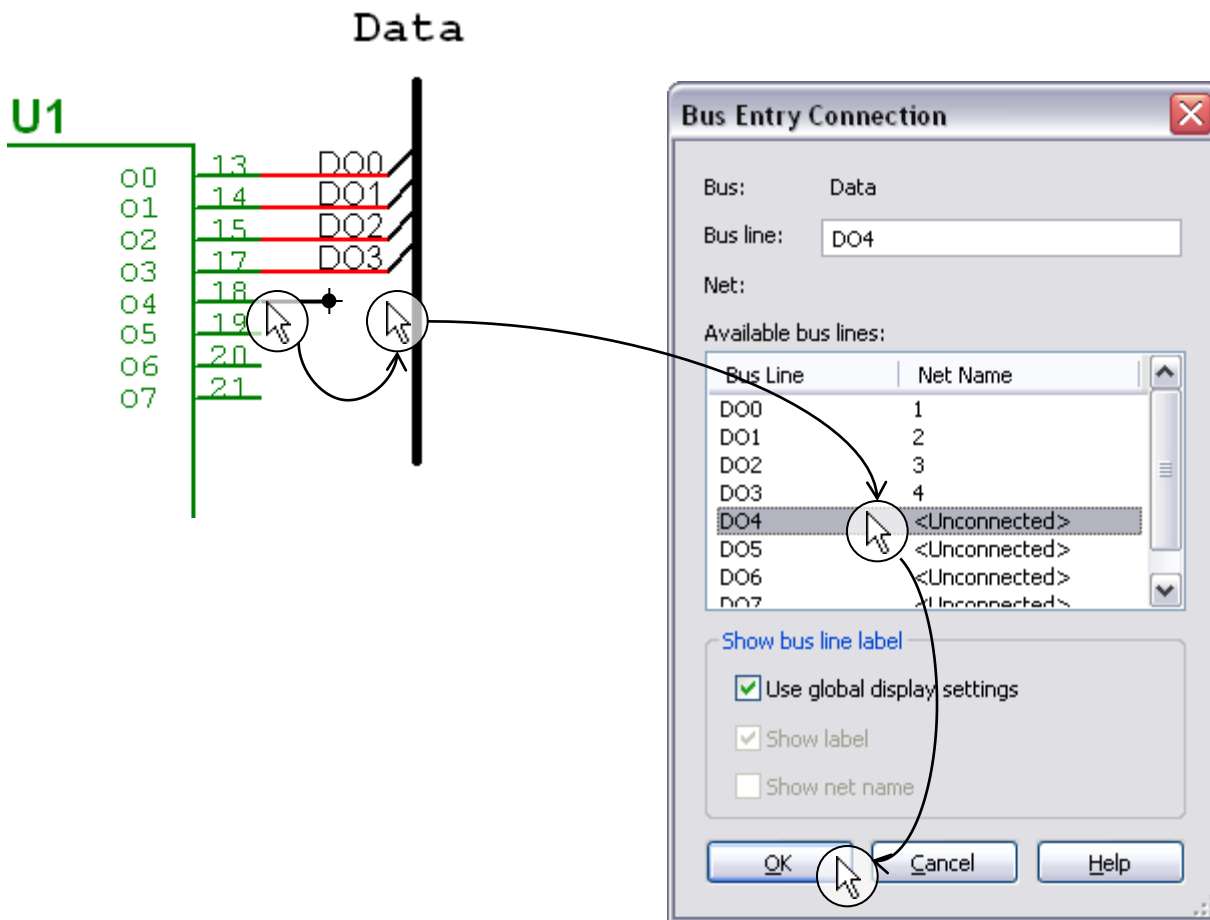 Data
U1
o0 13 DO0
o1 14 DO1
o2 15 DO2
o3 17 DO3
o4 18
o5 19
o6 20
o7 21
Bus Entry Connection
Bus: Data
Bus line: DO4
Net:
Available bus lines:
Bus Line Net Name
DO0 1
DO1 2
DO2 3
DO3 4
DO4 <Unconnected>
DO5 <Unconnected>
DO6 <Unconnected>
DO7 <Unconnected>
Show bus line label
Use global display settings
Show label
Show net name
OK Cancel Help